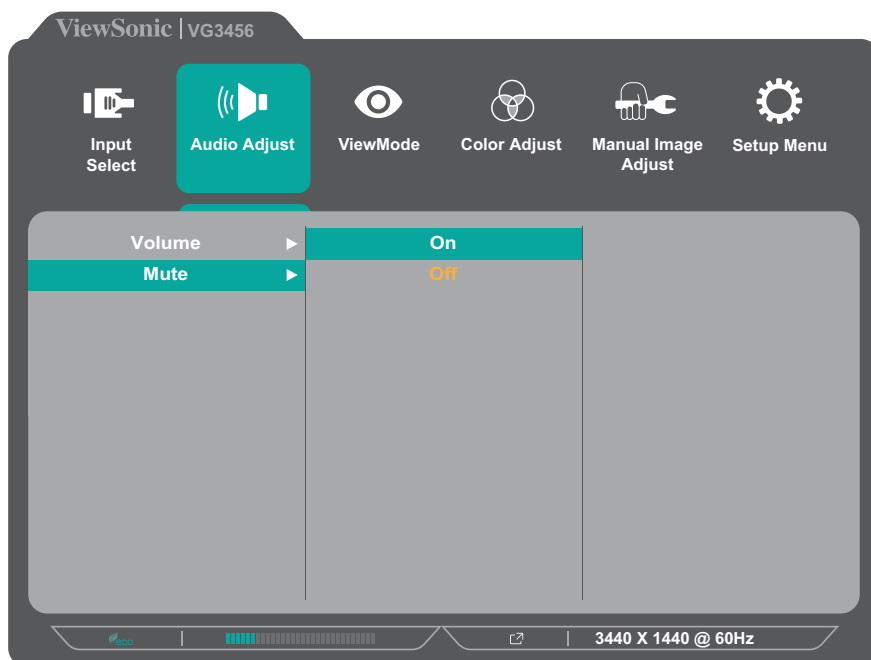 ViewSonic | VG3456
Input Select
Audio Adjust
ViewMode
Color Adjust
Manual Image Adjust
Setup Menu
Volume
On
Mute
Off
eco
3440 X 1440 @ 60Hz